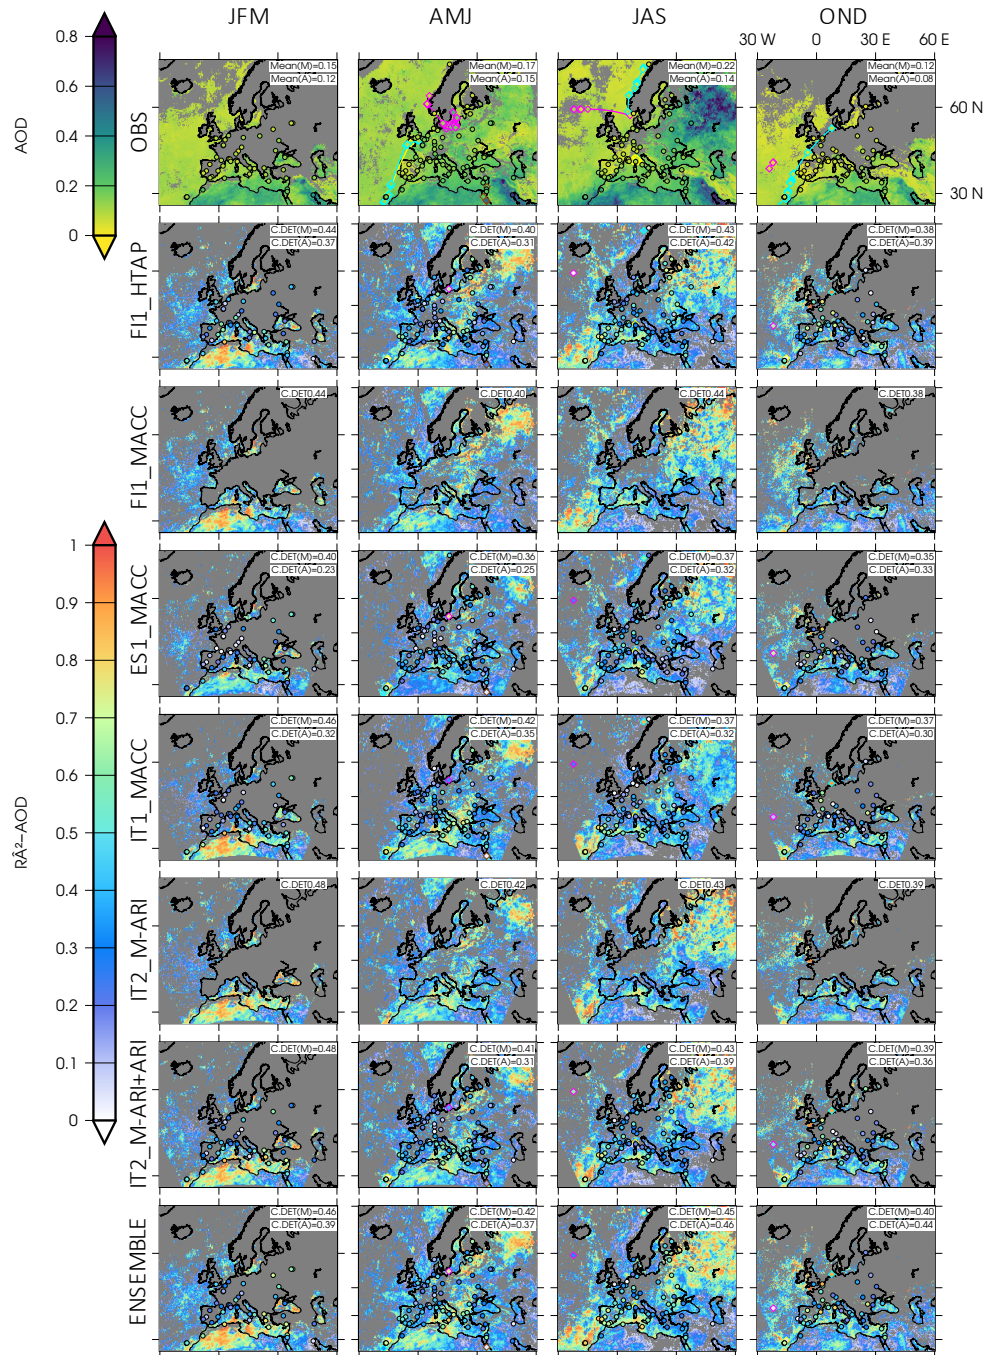 JFM AMJ JAS OND
30 W 0 30 E 60 E
0.8
0.6
0.4
0.2
0
AOD
OBS
Mean(M)=0.15
Mean(A)=0.12
Mean(M)=0.17
Mean(A)=0.15
Mean(M)=0.22
Mean(A)=0.14
Mean(M)=0.12
Mean(A)=0.08
60 N
30 N
FI1_HTAP
C.DET(M)=0.44
C.DET(A)=0.37
C.DET(M)=0.40
C.DET(A)=0.31
C.DET(M)=0.43
C.DET(A)=0.42
C.DET(M)=0.38
C.DET(A)=0.39
FI1_MACC
C.DET0.44
C.DET0.40
C.DET0.44
C.DET0.38
1
0.9
0.8
0.7
0.6
0.5
0.4
0.3
0.2
0.1
0
RÂ²−AOD
ES1_MACC
C.DET(M)=0.40
C.DET(A)=0.23
C.DET(M)=0.36
C.DET(A)=0.25
C.DET(M)=0.37
C.DET(A)=0.32
C.DET(M)=0.35
C.DET(A)=0.33
IT1_MACC
C.DET(M)=0.46
C.DET(A)=0.32
C.DET(M)=0.42
C.DET(A)=0.35
C.DET(M)=0.37
C.DET(A)=0.32
C.DET(M)=0.37
C.DET(A)=0.30
IT2_M-ARI
C.DET0.48
C.DET0.42
C.DET0.43
C.DET0.39
IT2_M-ARI+ARI
C.DET(M)=0.48
C.DET(M)=0.41
C.DET(A)=0.31
C.DET(M)=0.43
C.DET(A)=0.39
C.DET(M)=0.39
C.DET(A)=0.36
ENSEMBLE
C.DET(M)=0.46
C.DET(A)=0.39
C.DET(M)=0.42
C.DET(A)=0.37
C.DET(M)=0.45
C.DET(A)=0.46
C.DET(M)=0.40
C.DET(A)=0.44